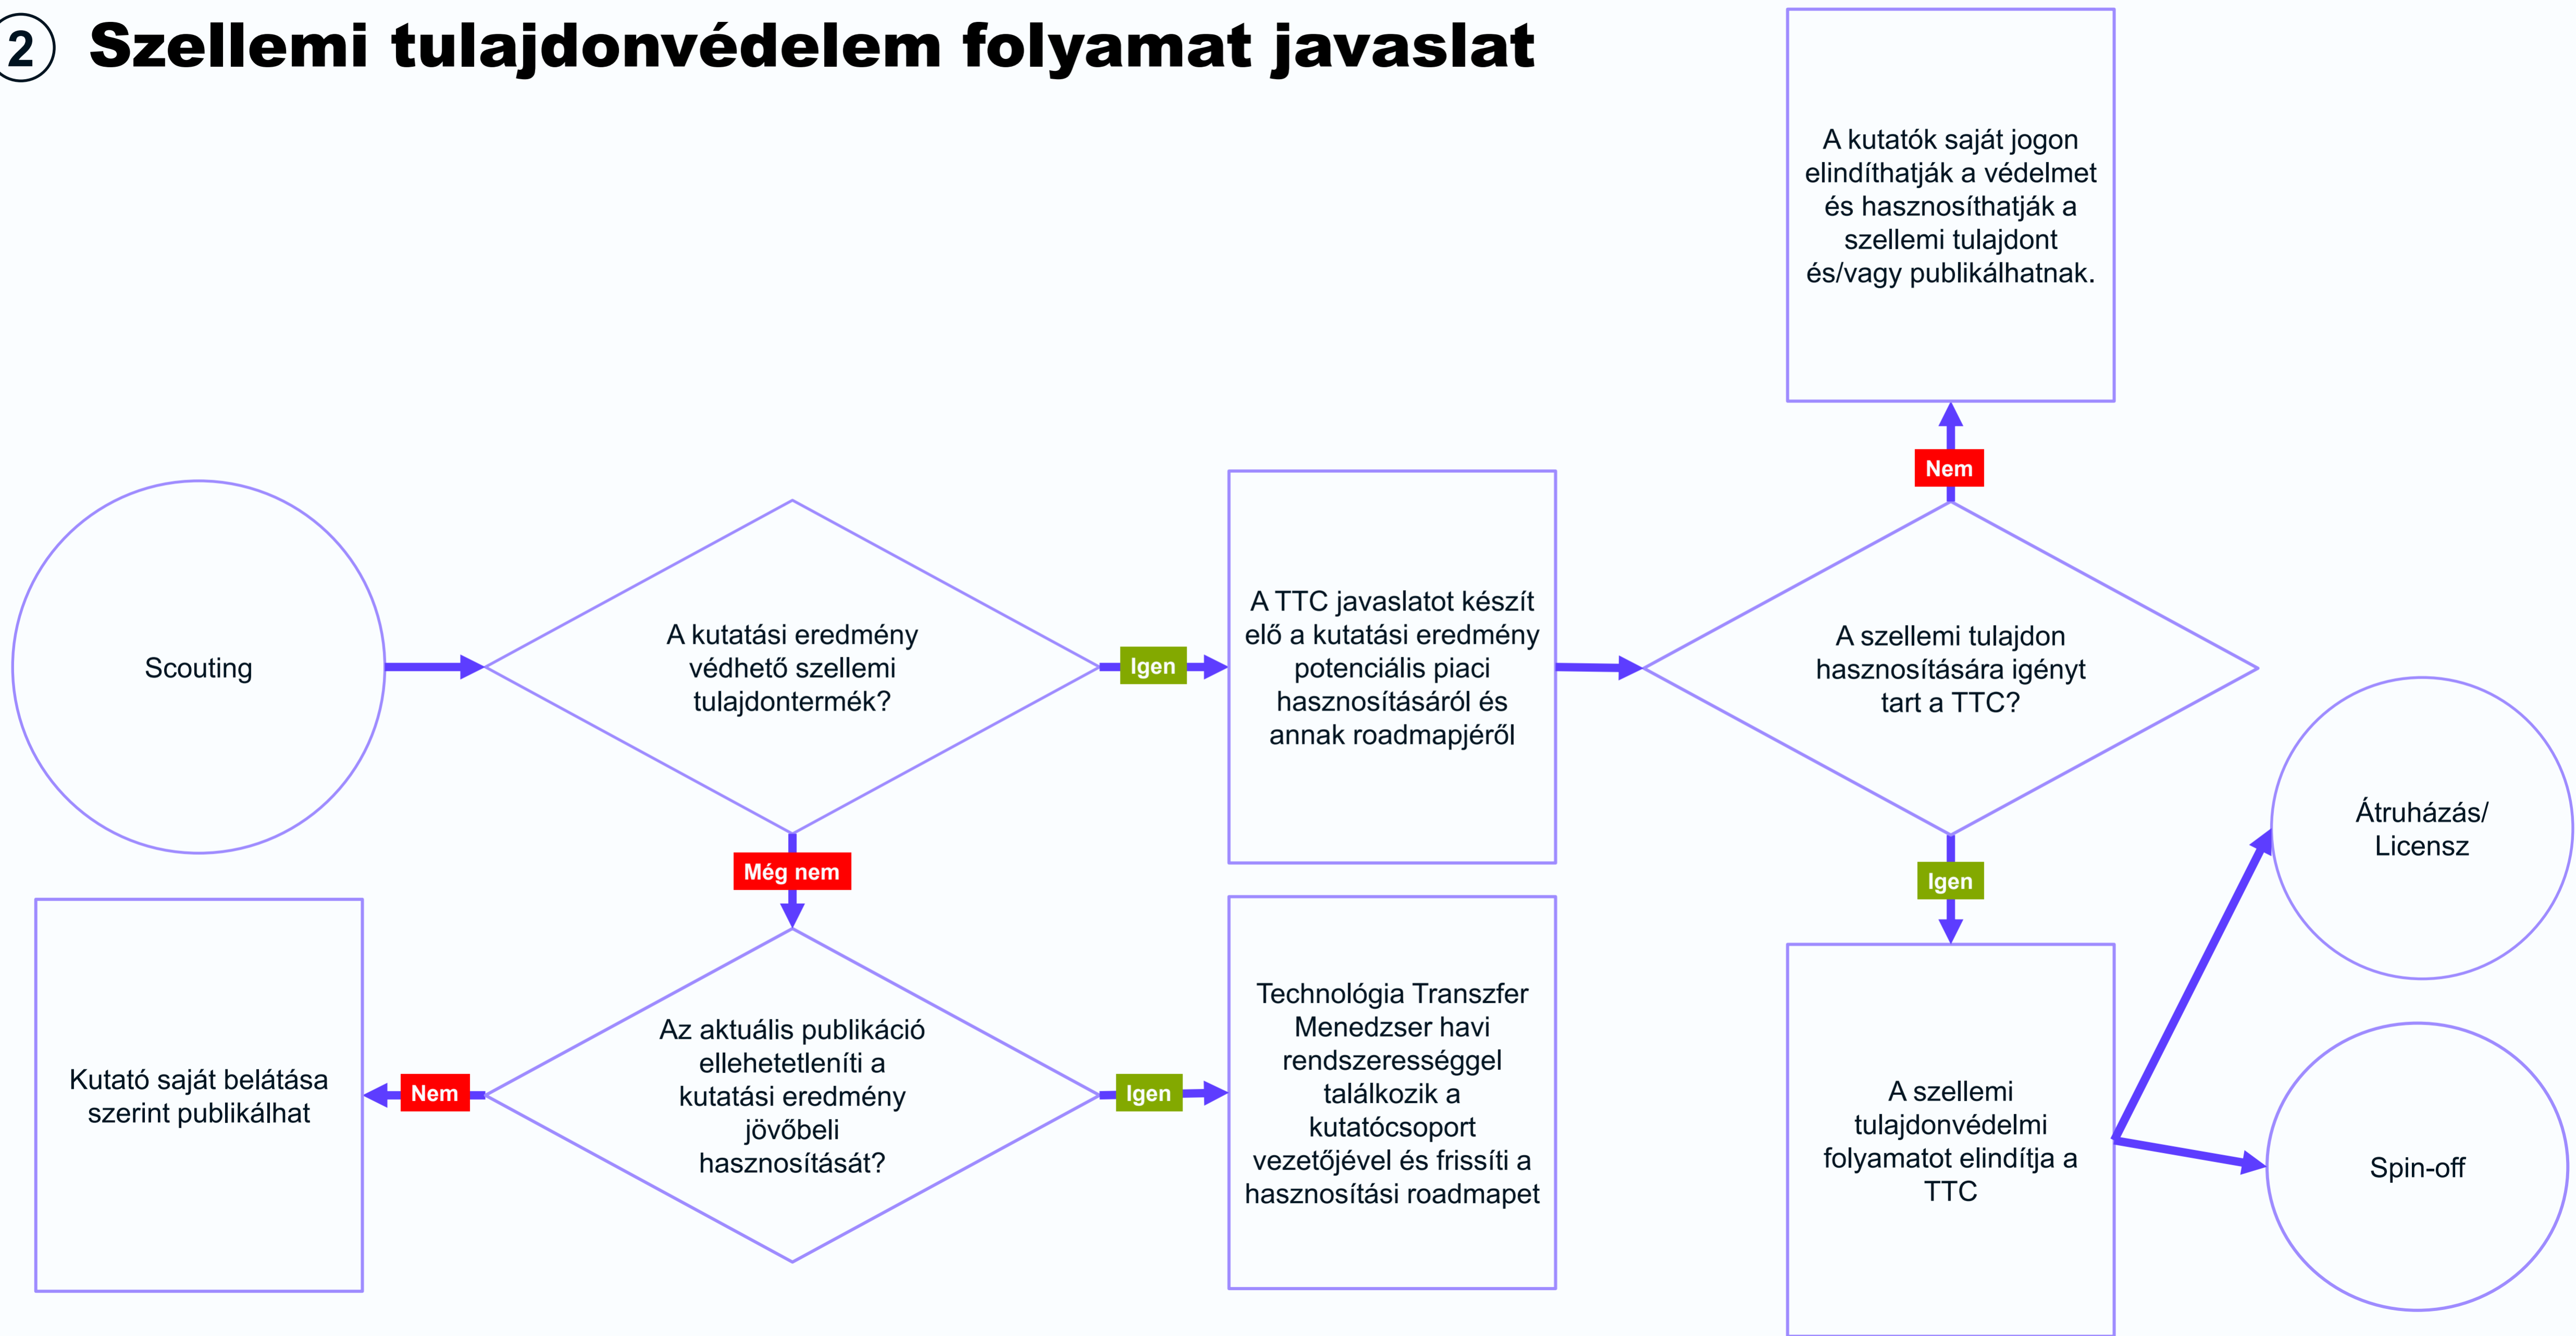 2 Szellemi tulajdonvédelem folyamat javaslat
A kutatók saját jogon
elindíthatják a védelmet
és hasznosíthatják a
szellemi tulajdont
és/vagy publikálhatnak.
Nem
Scouting
A kutatási eredmény
védhető szellemi
tulajdontermék?
Igen
A TTC javaslatot készít
elő a kutatási eredmény
potenciális piaci
hasznosításáról és
annak roadmapjéről
A szellemi tulajdon
hasznosítására igényt
tart a TTC?
Még nem
Igen
Átruházás/
Licensz
Kutató saját belátása
szerint publikálhat
Nem
Az aktuális publikáció
ellehetetleníti a
kutatási eredmény
jövőbeli
hasznosítását?
Igen
Technológia Transzfer
Menedzser havi
rendszerességgel
találkozik a
kutatócsoport
vezetőjével és frissíti a
hasznosítási roadmapet
A szellemi
tulajdonvédelmi
folyamatot elindítja a
TTC
Spin-off